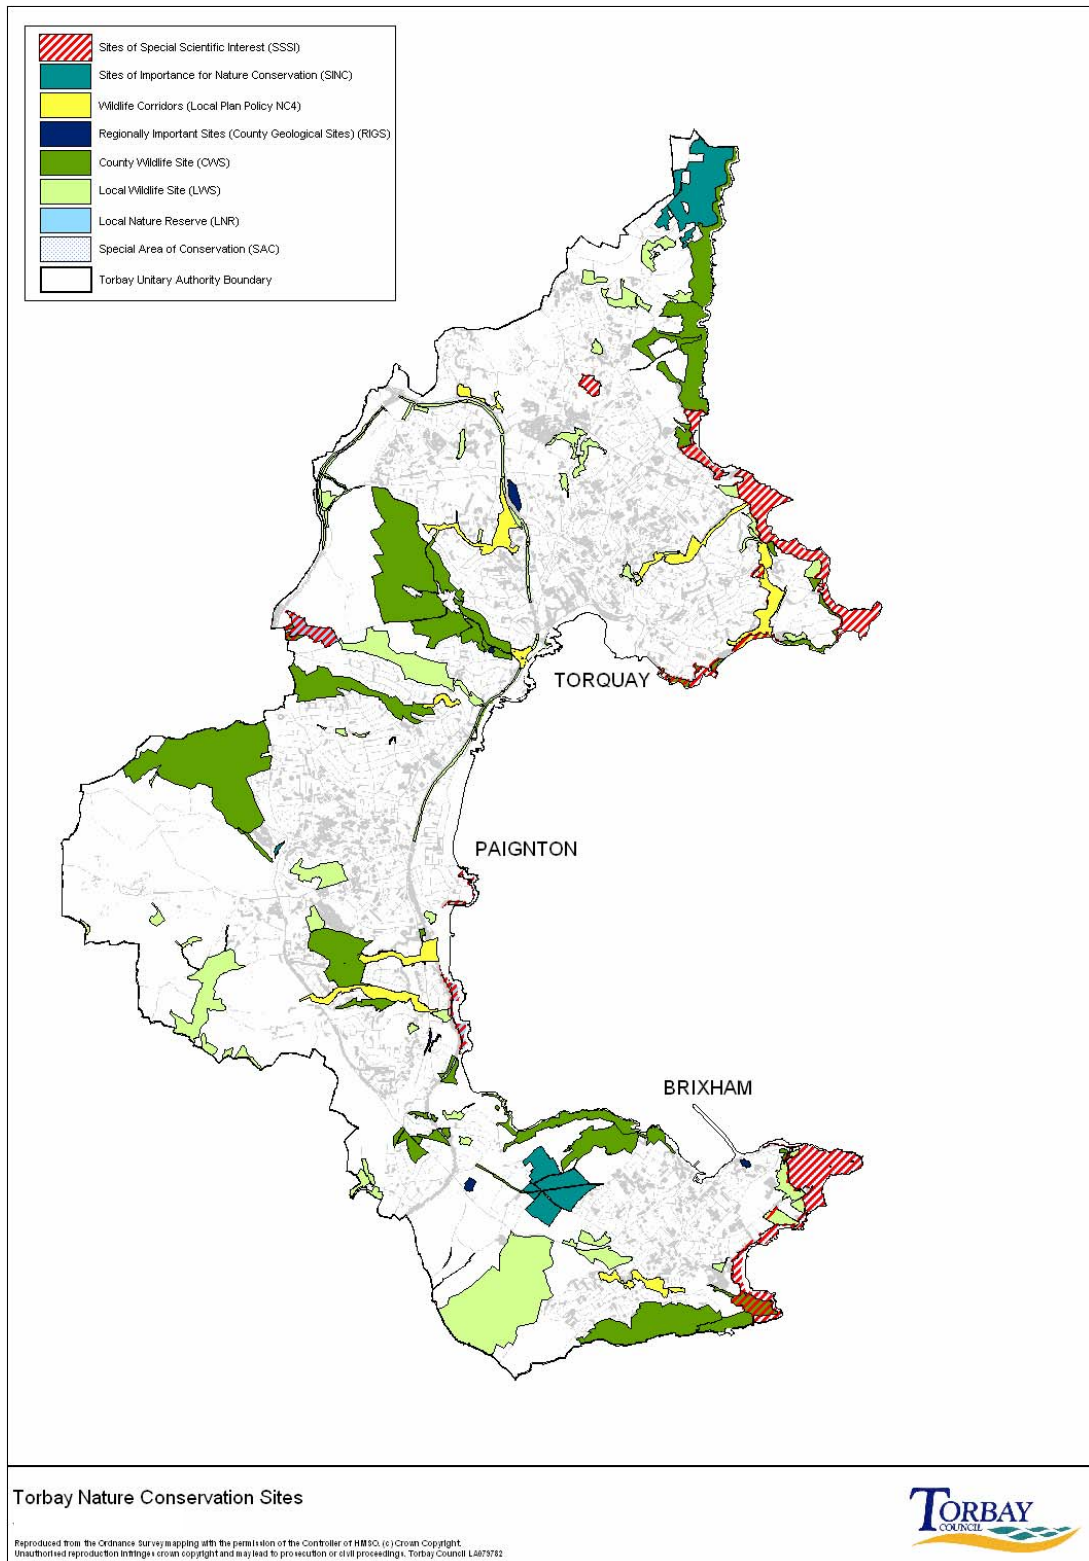 Sites of Special Scientific Interest (SSSI)
Sites of Importance for Nature Conservation (SINC)
Wildlife Corridors (Local Plan Policy NC4)
Regionally Important Sites (County Geological Sites) (RIGS)
County Wildlife Site (CWS)
Local Wildlife Site (LWS)
Local Nature Reserve (LNR)
Special Area of Conservation (SAC)
Torbay Unitary Authority Boundary
TORQUAY
PAIGNTON
BRIXHAM
Torbay Nature Conservation Sites
.
TORBAY
COUNCIL
Reproduced from the Ordnance Survey mapping with the permission of the Controller of HMSO. (c) Crown Copyright.
Unauthorised reproduction infringes crown copyright and may lead to prosecution or civil proceedings. Torbay Council LA079782